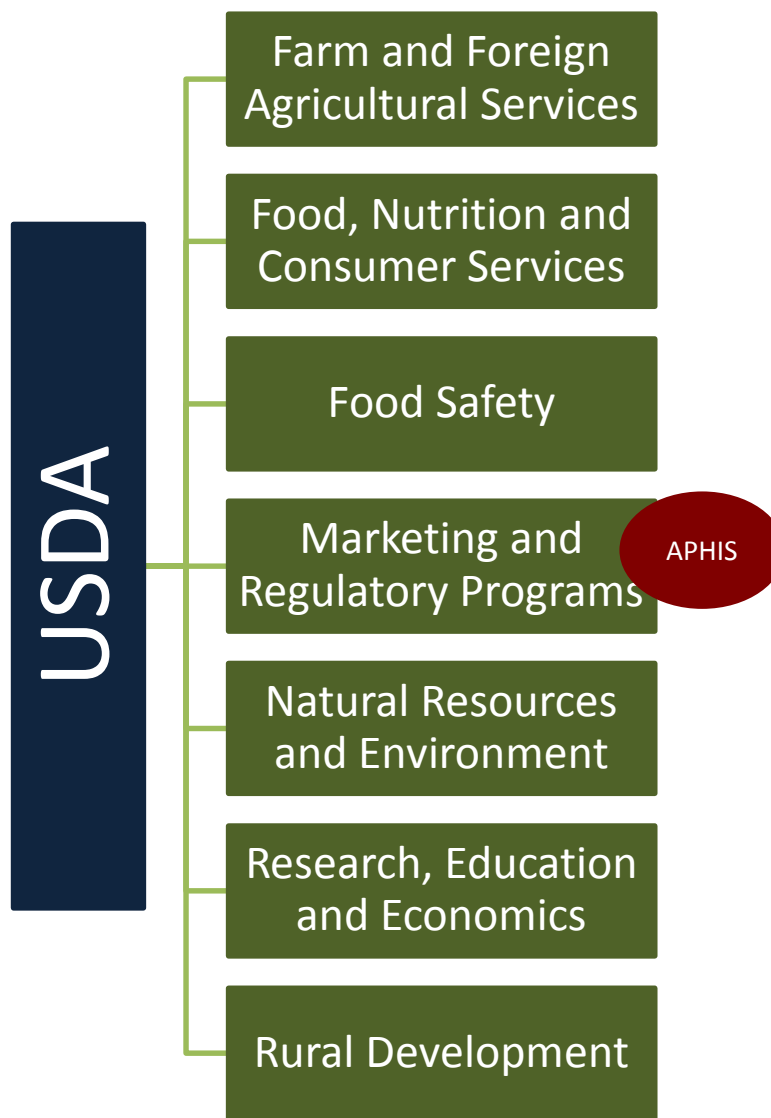 USDA
Farm and Foreign
Agricultural Services
Food, Nutrition and
Consumer Services
Food Safety
Marketing and
Regulatory Programs
APHIS
Natural Resources
and Environment
Research, Education
and Economics
Rural Development